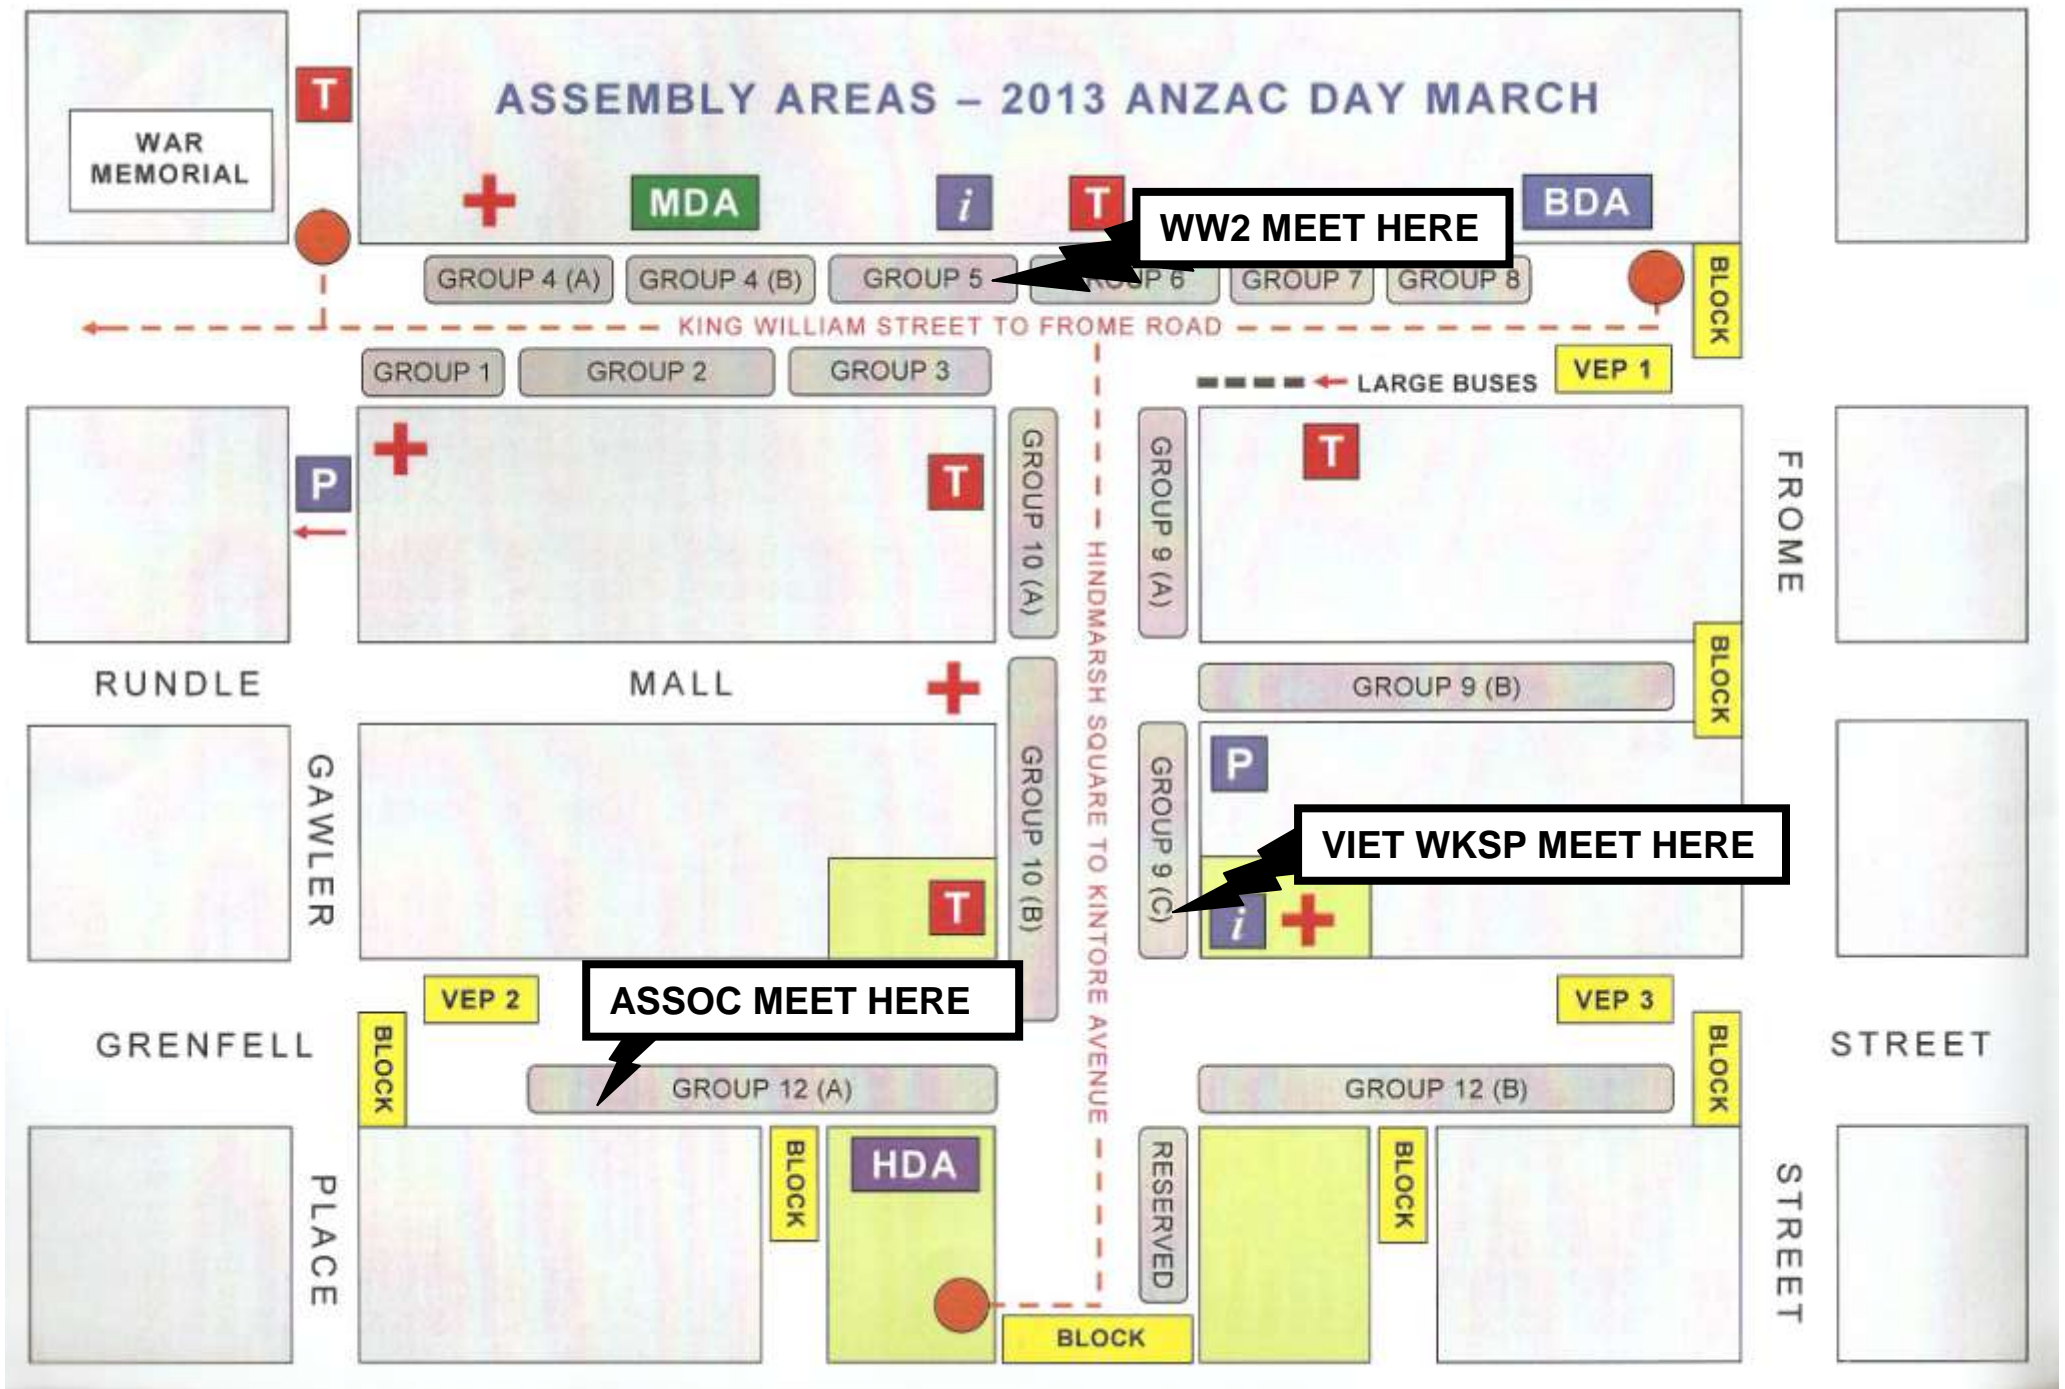 ASSEMBLY AREAS – 2013 ANZAC DAY MARCH
T
WAR
MEMORIAL
MDA
i
T
BDA
WW2 MEET HERE
GROUP 4 (A)
GROUP 4 (B)
GROUP 5
GROUP 6
GROUP 7
GROUP 8
BLOCK
KING WILLIAM STREET TO FROME ROAD
GROUP 1
GROUP 2
GROUP 3
LARGE BUSES
VEP 1
P
T
GROUP 10 (A)
GROUP 9 (A)
T
FROME
HINDMARSH SQUARE TO KINTORE AVENUE
RUNDLE
MALL
GROUP 9 (B)
BLOCK
GAWLER
GROUP 10 (B)
GROUP 9 (C)
P
VIET WKSP MEET HERE
T
i
VEP 2
ASSOC MEET HERE
VEP 3
GRENFELL
BLOCK
BLOCK
STREET
GROUP 12 (A)
GROUP 12 (B)
PLACE
BLOCK
HDA
RESERVED
BLOCK
STREET
BLOCK